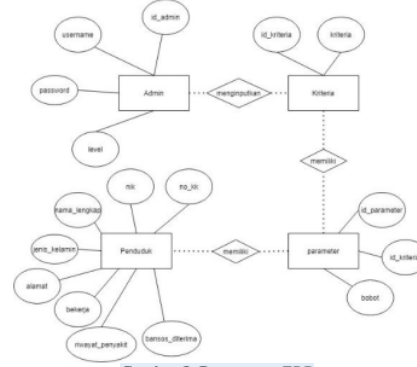 id_admin
username
id_kriteria
kriteria
password
Admin
menginputkan
Kriteria
level
memiliki
nik
no_kk
nama_lengkap
id_parameter
jenis_kelamin
Penduduk
memiliki
parameter
id_kriteria
alamat
bekerja
bobot
riwayat_penyakit
bansos_diterima